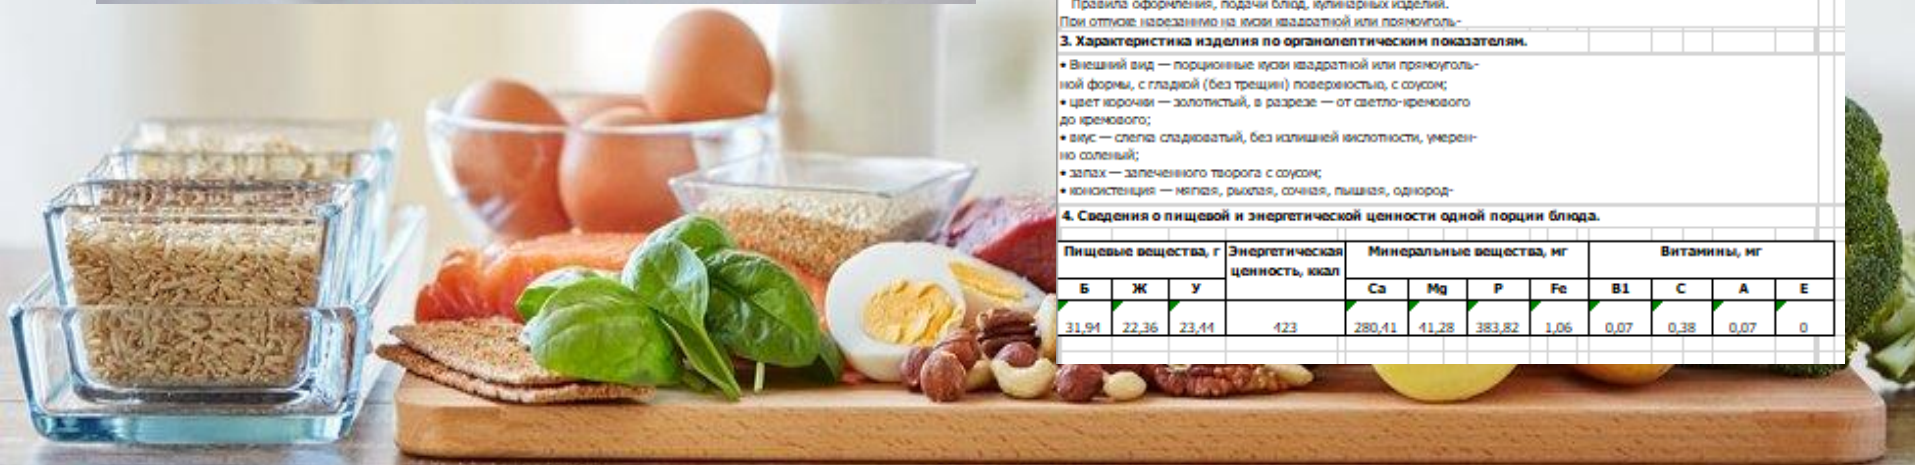 Правила оформления, подачи блюд, кулинарных изделий.
При отпуске нарезанную на куски квадратной или прямоуголь-
3. Характеристика изделия по органолептическим показателям.
• Внешний вид — порционные куски квадратной или прямоуголь-
ной формы, с гладкой (без трещин) поверхностью, с соусом;
• цвет корочки — золотистый, в разрезе — от светло-кремового
до кремового;
• вкус — слегка сладковатый, без излишней кислотности, умерен-
но соленый;
• запах — запеченного творога с соусом;
• консистенция — мягкая, рыхлая, сочная, пышная, однород-
4. Сведения о пищевой и энергетической ценности одной порции блюда.
Пищевые вещества, г Энергетическая ценность, ккал Минеральные вещества, мг Витамины, мг
Б Ж У Ca Mg P Fe B1 C A E
31,94 22,36 23,44 423 280,41 41,28 383,82 1,06 0,07 0,38 0,07 0